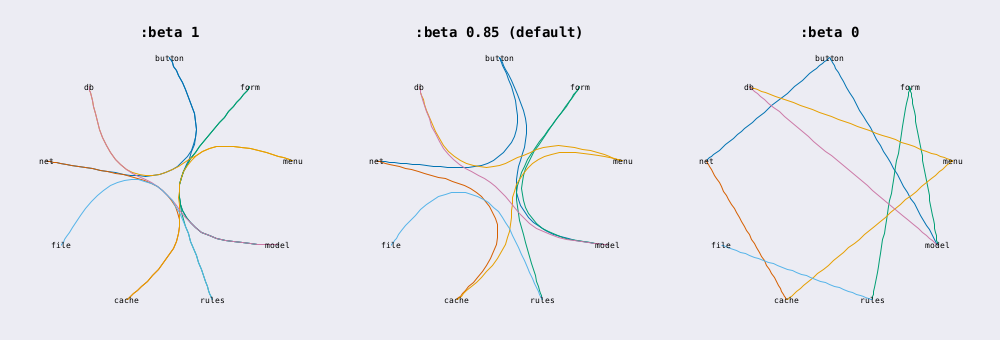 :beta 1
:beta 0.85 (default)
:beta 0
button
db
form
net
menu
file
model
cache
rules
button
db
form
net
menu
file
model
cache
rules
button
db
form
net
menu
file
model
cache
rules